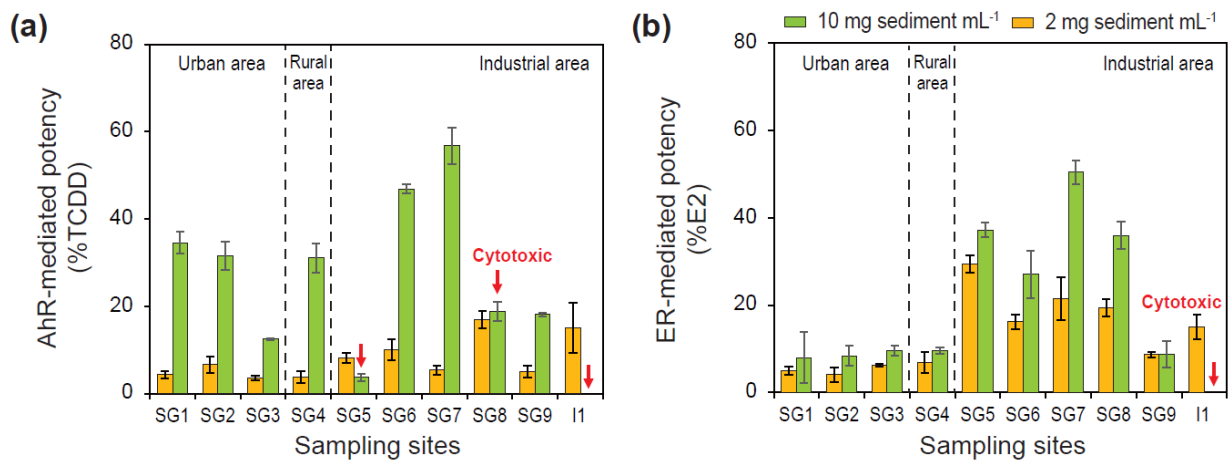 (a)
AhR-mediated potency
(%TCDD)
80
60
40
20
0
Urban area
Rural
area
Industrial area
Cytotoxic
SG1 SG2 SG3 SG4 SG5 SG6 SG7 SG8 SG9 I1
Sampling sites
(b)
10 mg sediment mL⁻¹ 2 mg sediment mL⁻¹
ER-mediated potency
(%E2)
80
60
40
20
0
Urban area
Rural
area
Industrial area
Cytotoxic
SG1 SG2 SG3 SG4 SG5 SG6 SG7 SG8 SG9 I1
Sampling sites